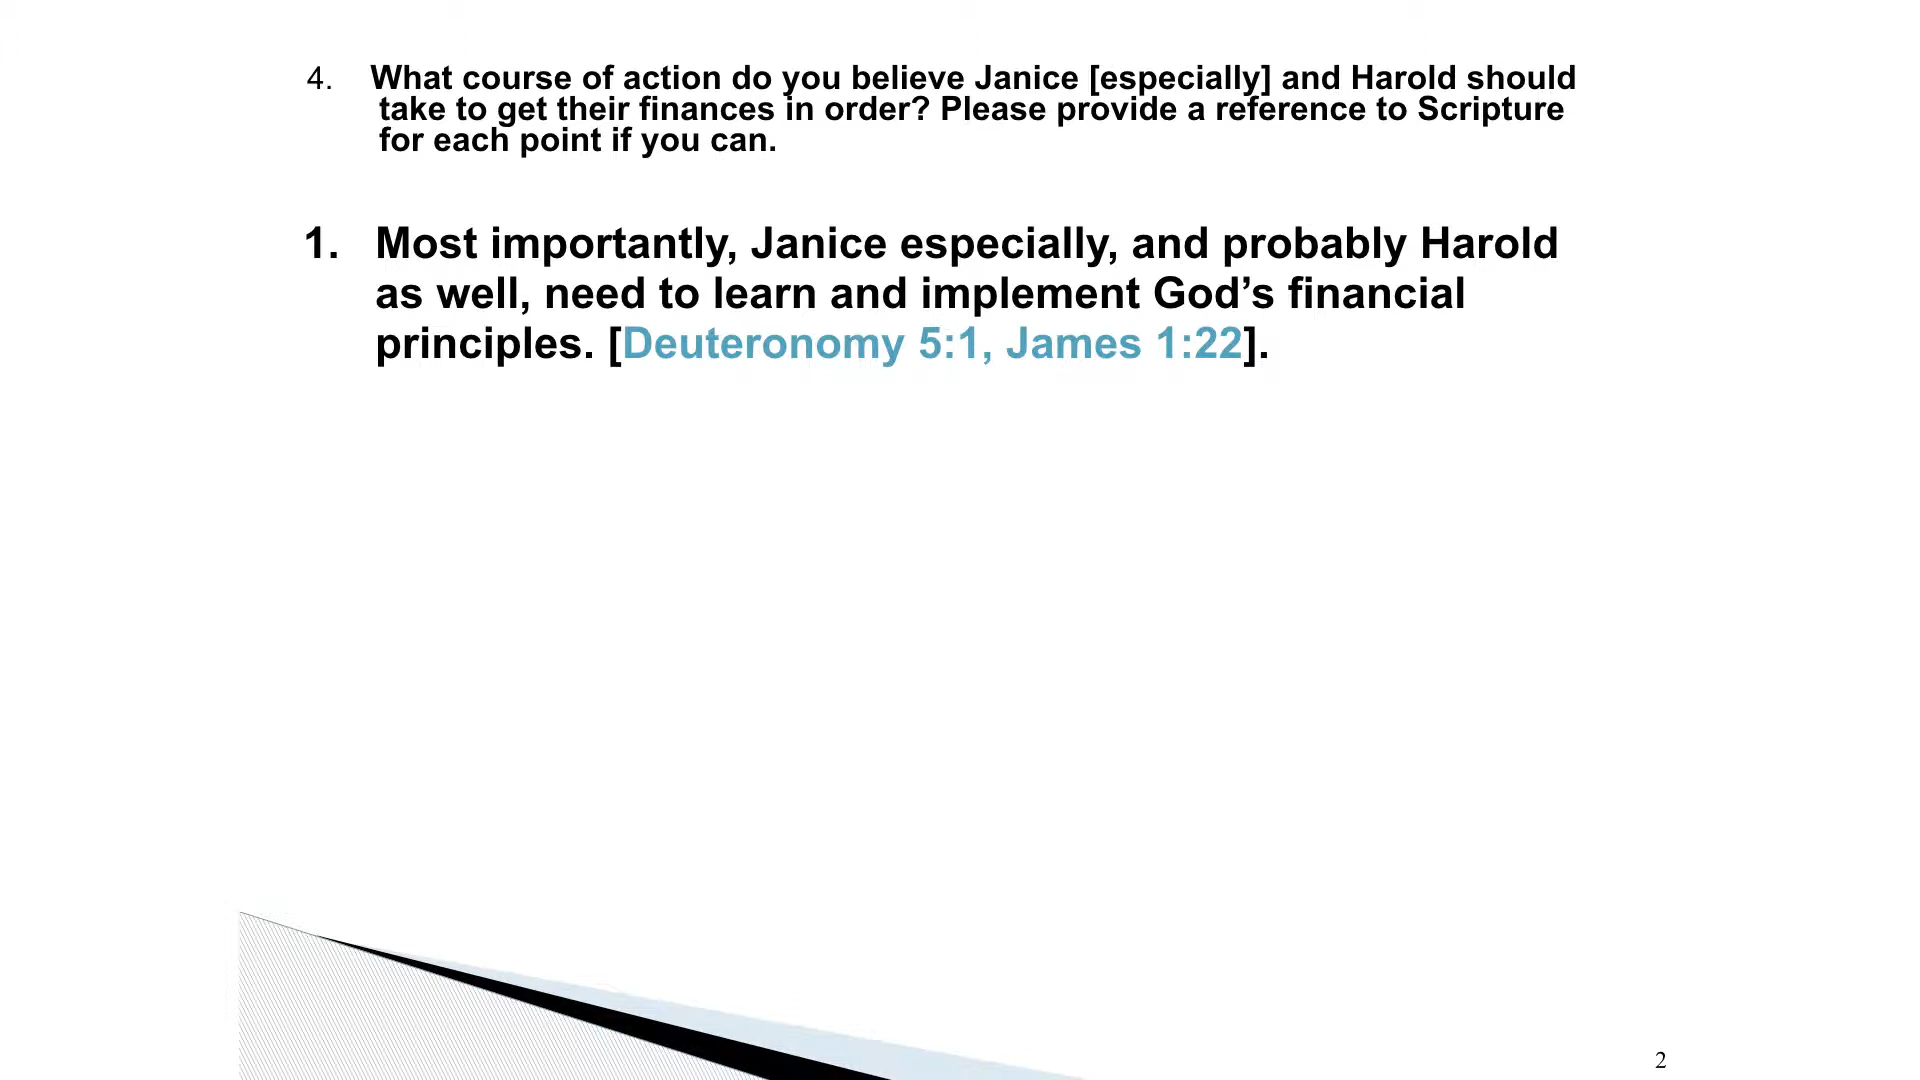 4. What course of action do you believe Janice [especially] and Harold should
take to get their finances in order? Please provide a reference to Scripture
for each point if you can.
1. Most importantly, Janice especially, and probably Harold
as well, need to learn and implement God’s financial
principles. [Deuteronomy 5:1, James 1:22].
2